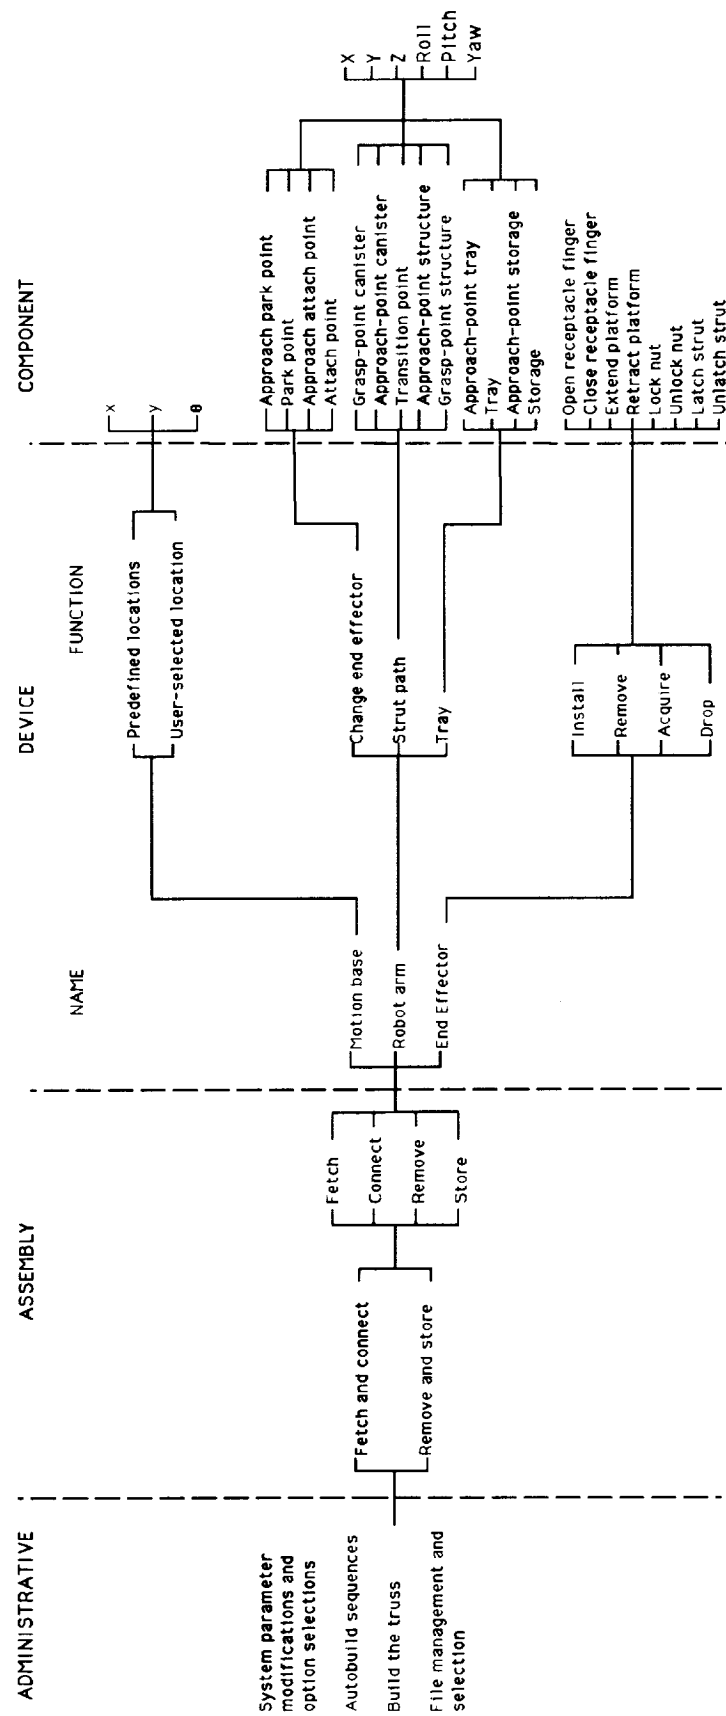 ADMINISTRATIVE
System parameter
modifications and
option selections
Autobuild sequences
Build the truss
File management and
selection
ASSEMBLY
Fetch and connect
Remove and store
Fetch
Connect
Remove
Store
DEVICE
NAME
Motion base
Robot arm
End Effector
FUNCTION
Predefined locations
User-selected location
Change end effector
Strut path
Tray
Install
Remove
Acquire
Drop
COMPONENT
x
y
θ
Approach park point
Park point
Approach attach point
Attach point
Grasp-point canister
Approach-point canister
Transition point
Approach-point structure
Grasp-point structure
Approach-point tray
Tray
Approach-point storage
Storage
Open receptacle finger
Close receptacle finger
Extend platform
Retract platform
Lock nut
Unlock nut
Latch strut
Unlatch strut
X
Y
Z
Roll
Pitch
Yaw